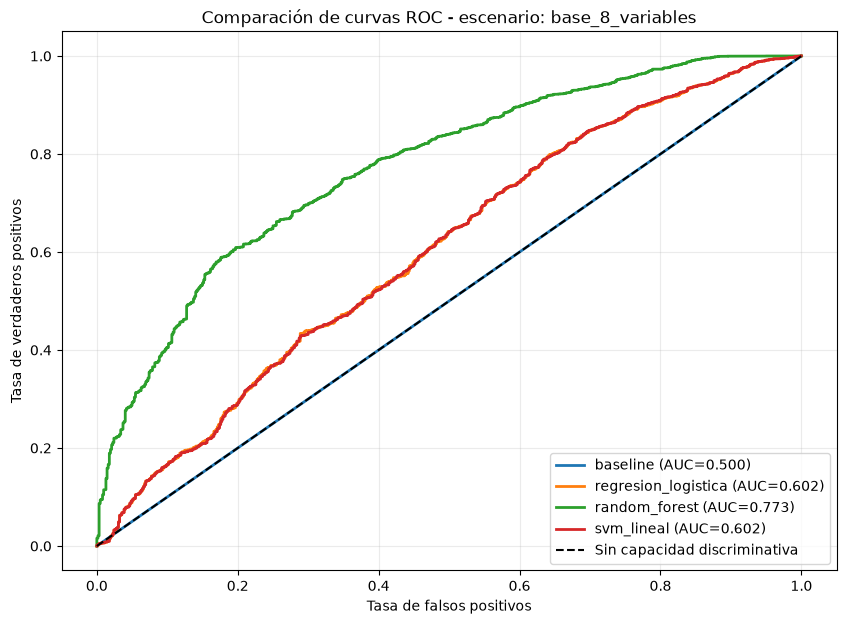 Comparación de curvas ROC - escenario: base_8_variables
Tasa de verdaderos positivos
1.0
0.8
0.6
0.4
0.2
0.0
baseline (AUC=0.500)
regresion_logistica (AUC=0.602)
random_forest (AUC=0.773)
svm_lineal (AUC=0.602)
Sin capacidad discriminativa
0.0 0.2 0.4 0.6 0.8 1.0
Tasa de falsos positivos